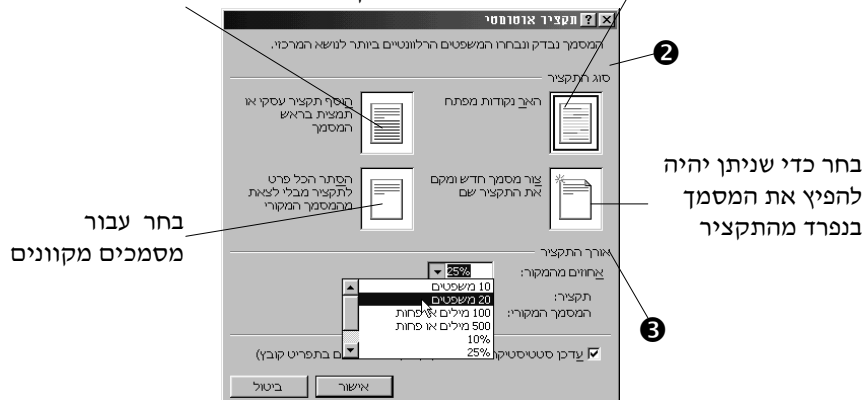 תקציר אוטומטי
המסמך נבדק ונבחרו המשפטים הרלוונטיים ביותר לנושא המרכזי.
2
סוג התקציר
האר נקודות מפתח
הוסף תקציר עסקי או
תמצית בראש
המסמך
צור מסמך חדש ומקם
את התקציר שם
הסתר הכל פרט
לתקציר מבלי לצאת
מהמסמך המקורי
בחר כדי שניתן יהיה
להפיץ את המסמך
בנפרד מהתקציר
בחר עבור
מסמכים מקוונים
אורך התקציר
3
אחוזים מהמקור:
25%
תקציר:
המסמך המקורי:
10 משפטים
20 משפטים
100 מילים או פחות
500 מילים או פחות
10%
25%
עדכן סטטיסטיקת בתפריט קובץ)
אישור
ביטול